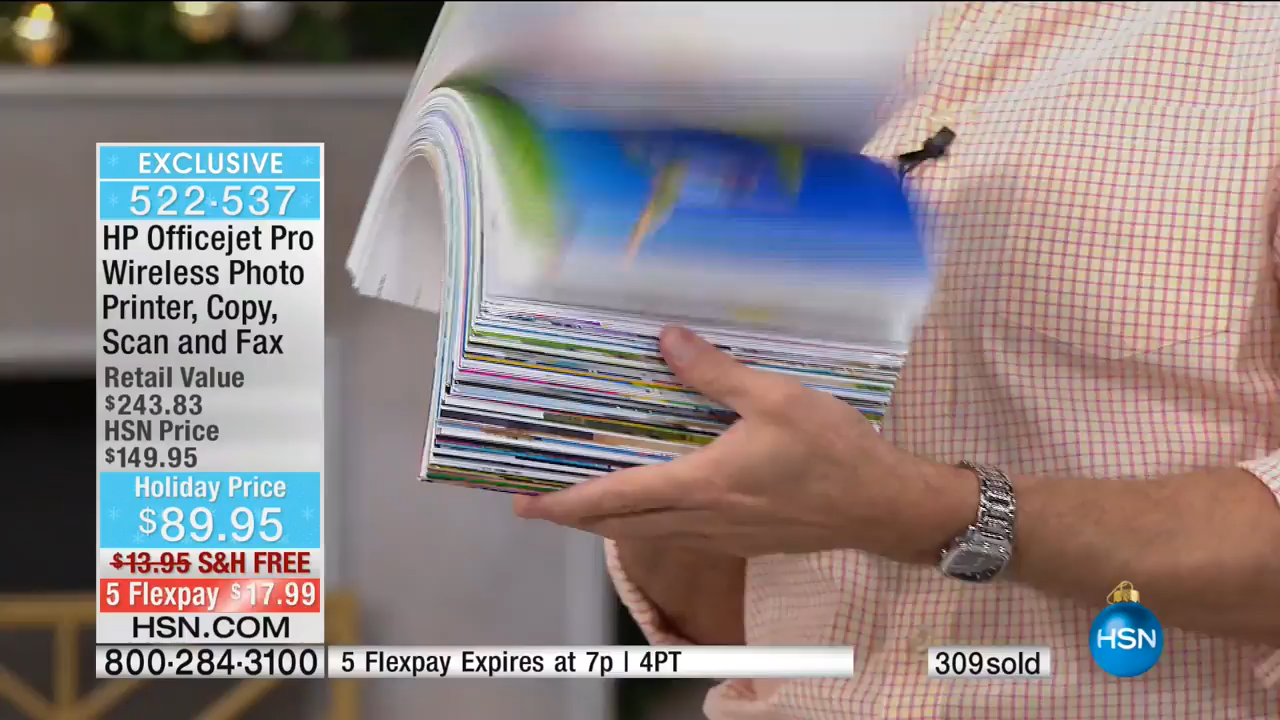 EXCLUSIVE
522-537
HP Officejet Pro
Wireless Photo
Printer, Copy,
Scan and Fax
Retail Value
$243.83
HSN Price
$149.95
Holiday Price
$89.95
$13.95 S&H FREE
5 Flexpay $17.99
HSN.COM
800·284·3100
5 Flexpay Expires at 7p | 4PT
309 sold
HSN